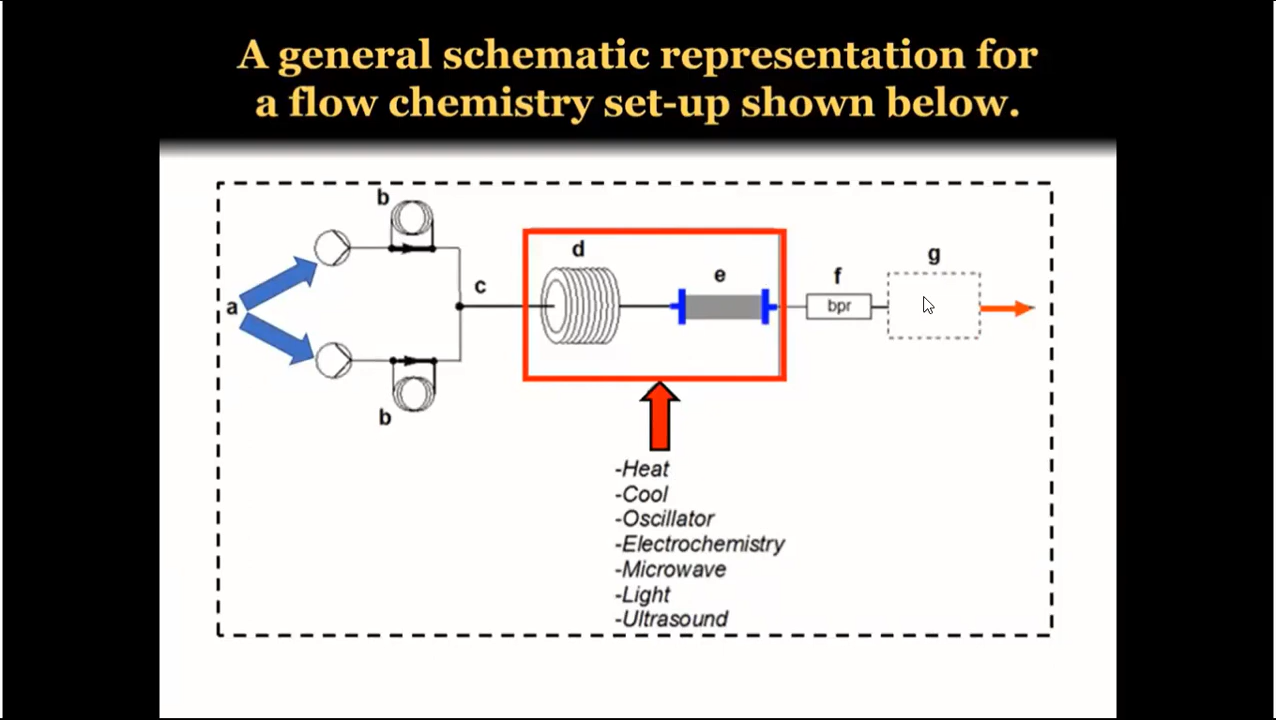 A general schematic representation for
a flow chemistry set-up shown below.
b
d
g
e
f
c
a
bpr
b
-Heat
-Cool
-Oscillator
-Electrochemistry
-Microwave
-Light
-Ultrasound